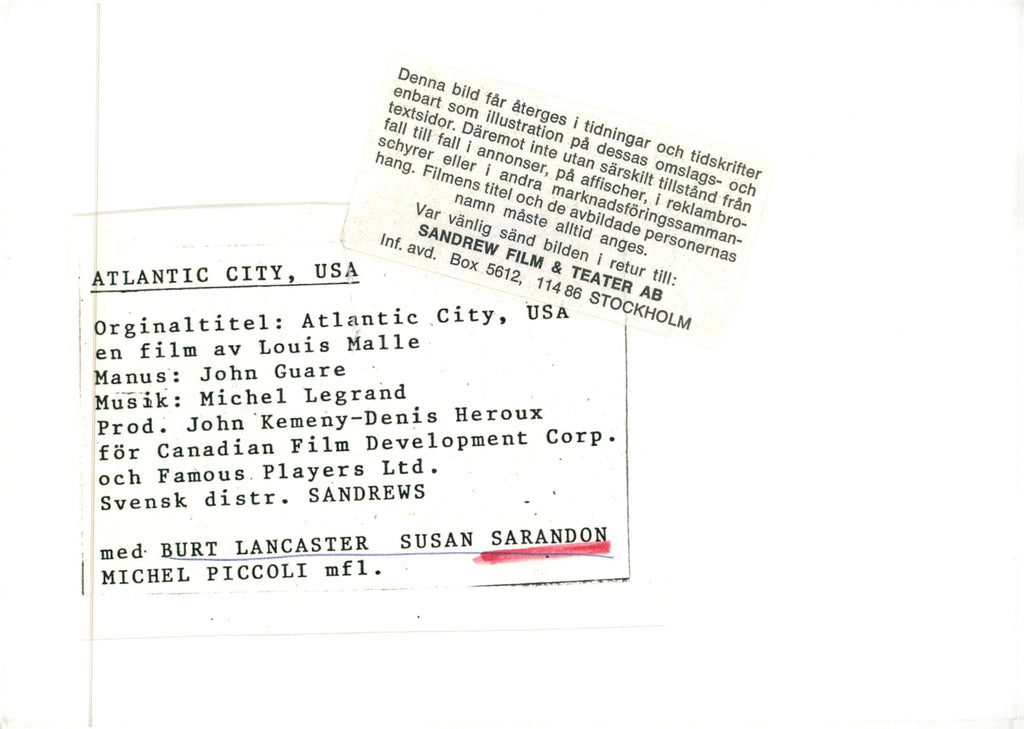 Denna bild får återges i tidningar och tidskrifter
enbart som illustration på dessas omslags- och
textsidor. Däremot inte utan särskilt tillstånd från
fall till fall i annonser, på affischer, i reklambro-
schyrer eller i andra marknadsföringssamman-
hang. Filmens titel och de avbildade personernas
namn måste alltid anges.
Var vänlig sänd bilden i retur till:
SANDREW FILM & TEATER AB
Inf. avd. Box 5612, 114 86 STOCKHOLM
ATLANTIC CITY, USA
Orginaltitel: Atlantic City, USA
en film av Louis Malle
Manus: John Guare
Musik: Michel Legrand
Prod. John Kemeny-Denis Heroux
för Canadian Film Development Corp.
och Famous Players Ltd.
Svensk distr. SANDREWS
med BURT LANCASTER SUSAN SARANDON
MICHEL PICCOLI mfl.